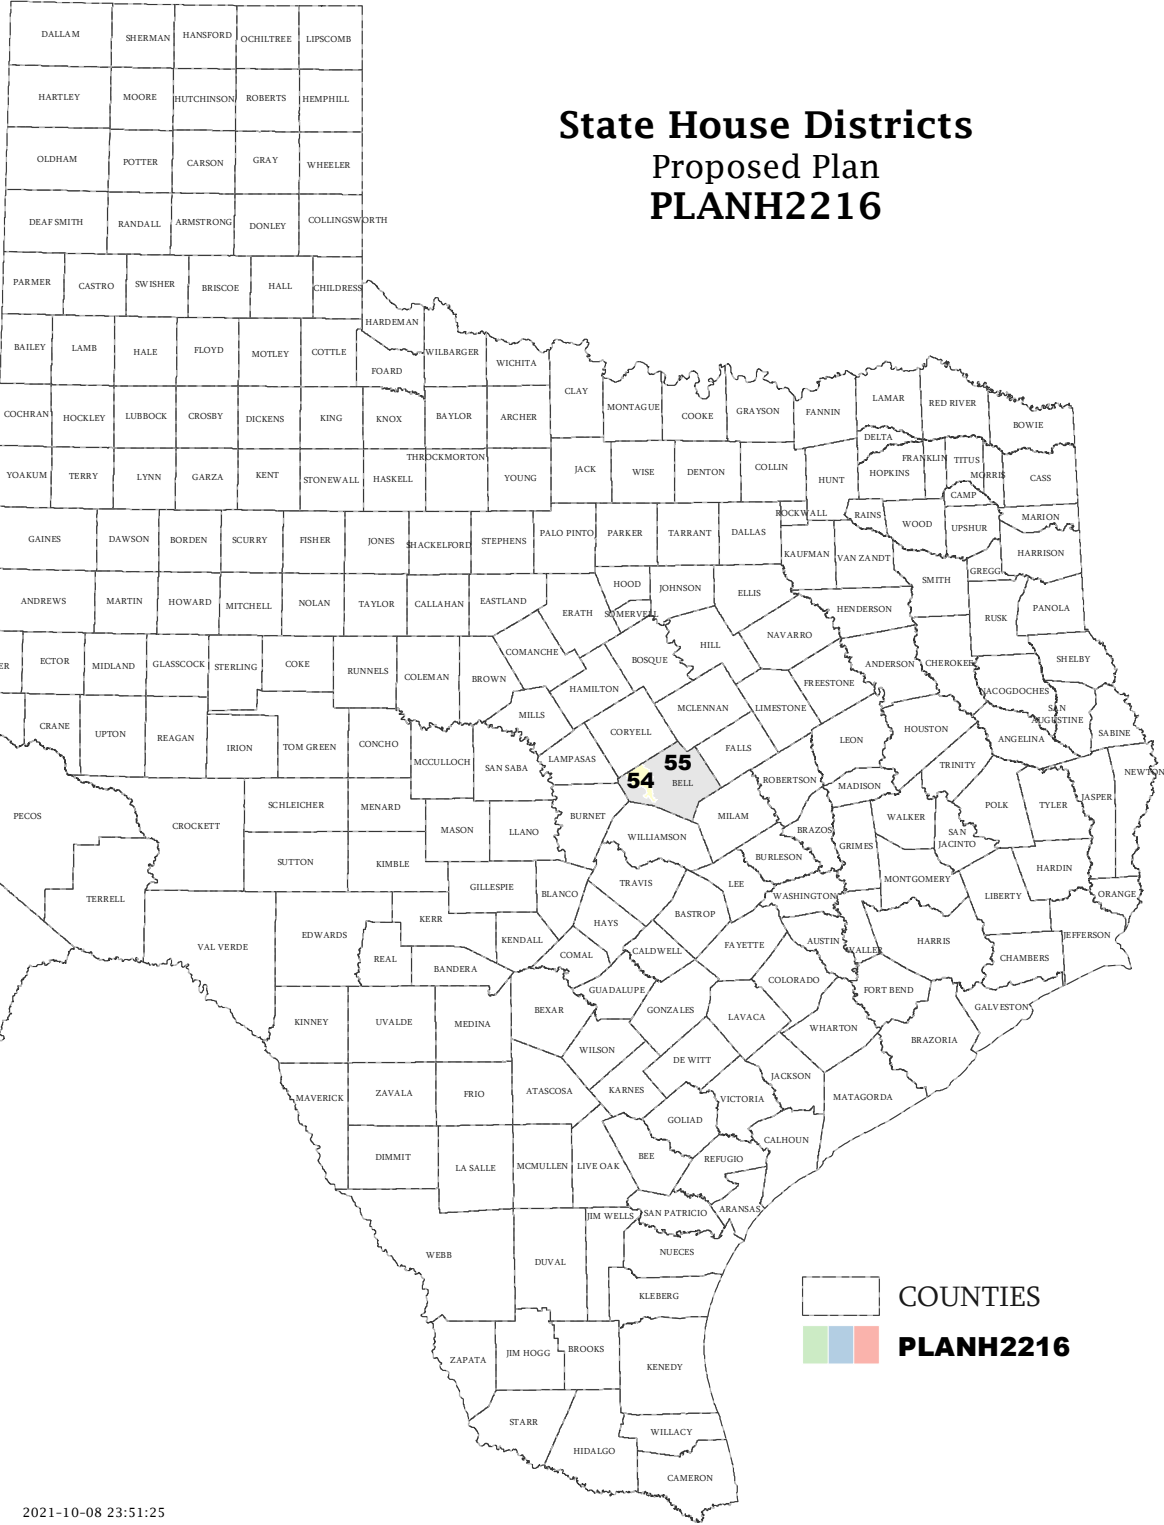 State House Districts
Proposed Plan
PLANH2216
DALLAM SHERMAN HANSFORD OCHILTREE LIPSCOMB
HARTLEY MOORE HUTCHINSON ROBERTS HEMPHILL
OLDHAM POTTER CARSON GRAY WHEELER
DEAF SMITH RANDALL ARMSTRONG DONLEY COLLINGSWORTH
PARMER CASTRO SWISHER BRISCOE HALL CHILDRESS
HARDEMAN
BAILEY LAMB HALE FLOYD MOTLEY COTTLE WILBARGER
FOARD WICHITA
CLAY
COCHRAN HOCKLEY LUBBOCK CROSBY DICKENS KING KNOX BAYLOR ARCHER MONTAGUE COOKE GRAYSON FANNIN LAMAR RED RIVER BOWIE
DELTA
THROCKMORTON FRANKLIN TITUS
YOAKUM TERRY LYNN GARZA KENT STONEWALL HASKELL YOUNG JACK WISE DENTON COLLIN HUNT HOPKINS MORRIS CASS
CAMP
ROCKWALL RAINS WOOD UPSHUR MARION
GAINES DAWSON BORDEN SCURRY FISHER JONES SHACKELFORD STEPHENS PALO PINTO PARKER TARRANT DALLAS
KAUFMAN VAN ZANDT SMITH GREGG HARRISON
ANDREWS MARTIN HOWARD MITCHELL NOLAN TAYLOR CALLAHAN EASTLAND ERATH HOOD JOHNSON ELLIS
SOMERVELL HENDERSON RUSK PANOLA
NAVARRO
ER ECTOR MIDLAND GLASSCOCK STERLING COKE RUNNELS COLEMAN BROWN COMANCHE BOSQUE HILL ANDERSON CHEROKEE SHELBY
HAMILTON FREESTONE NACOGDOCHES
MILLS MCLENNAN LIMESTONE SAN
AUGUSTINE
CRANE UPTON REAGAN IRION TOM GREEN CONCHO CORYELL FALLS LEON HOUSTON ANGELINA SABINE
MCCULLOCH SAN SABA LAMPASAS 55 TRINITY NEWTON
54 BELL ROBERTSON MADISON
SCHLEICHER MENARD POLK TYLER JASPER
PECOS CROCKETT MASON LLANO BURNET WILLIAMSON MILAM BRAZOS WALKER SAN
JACINTO
GRIMES
SUTTON KIMBLE BURLESON HARDIN
GILLESPIE BLANCO TRAVIS LEE WASHINGTON MONTGOMERY LIBERTY ORANGE
TERRELL
KERR HAYS BASTROP
VAL VERDE EDWARDS KENDALL COMAL CALDWELL FAYETTE AUSTIN WALLER HARRIS JEFFERSON
REAL BANDERA CHAMBERS
COLORADO FORT BEND
GUADALUPE
KINNEY UVALDE MEDINA BEXAR GONZALES LAVACA WHARTON GALVESTON
WILSON DE WITT BRAZORIA
MAVERICK ZAVALA FRIO ATASCOSA KARNES JACKSON MATAGORDA
VICTORIA
GOLIAD
CALHOUN
DIMMIT LA SALLE MCMULLEN LIVE OAK BEE REFUGIO
JIM WELLS SAN PATRICIO ARANSAS
WEBB DUVAL NUECES
KLEBERG
ZAPATA JIM HOGG BROOKS KENEDY
STARR WILLACY
HIDALGO
CAMERON
COUNTIES
PLANH2216
2021-10-08 23:51:25